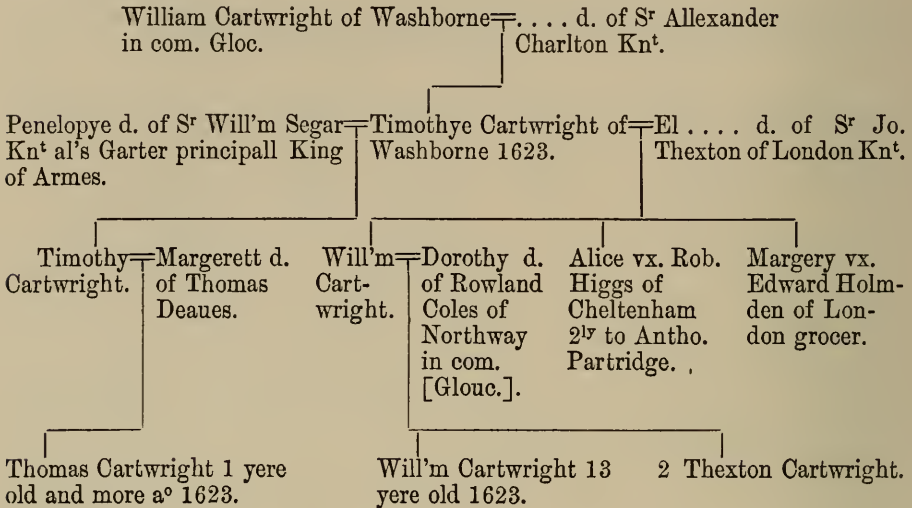 William Cartwright of Washborne=. . . . d. of Sʳ Allexander
in com. Gloc.
Charlton Knᵗ.
Penelopye d. of Sʳ Will'm Segar=
Knᵗ al's Garter principall King
of Armes.
Timothye Cartwright of=
Washborne 1623.
El . . . . d. of Sʳ Jo.
Thexton of London Knᵗ.
Timothy=
Cartwright.
Margerett d.
of Thomas
Deaues.
Will'm=
Cart-
wright.
Dorothy d.
of Rowland
Coles of
Northway
in com.
[Glouc.].
Alice vx. Rob.
Higgs of
Cheltenham
2ˡʸ to Antho.
Partridge.
Margery vx.
Edward Holm-
den of Lon-
don grocer.
Thomas Cartwright 1 yere
old and more aᵒ 1623.
Will'm Cartwright 13
yere old 1623.
2 Thexton Cartwright.